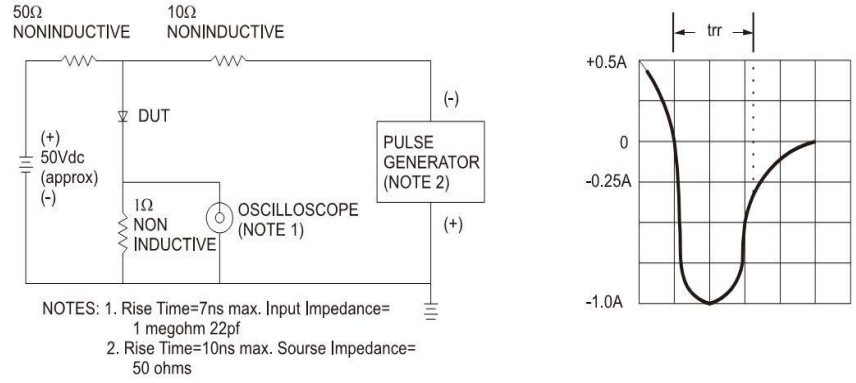 50Ω
NONINDUCTIVE
10Ω
NONINDUCTIVE
DUT
(+)
50Vdc
(approx)
(-)
1Ω
NON
INDUCTIVE
OSCILLOSCOPE
(NOTE 1)
(-)
PULSE
GENERATOR
(NOTE 2)
(+)
NOTES: 1. Rise Time=7ns max. Input Impedance=
1 megohm 22pf
2. Rise Time=10ns max. Sourse Impedance=
50 ohms
trr
+0.5A
0
-0.25A
-1.0A